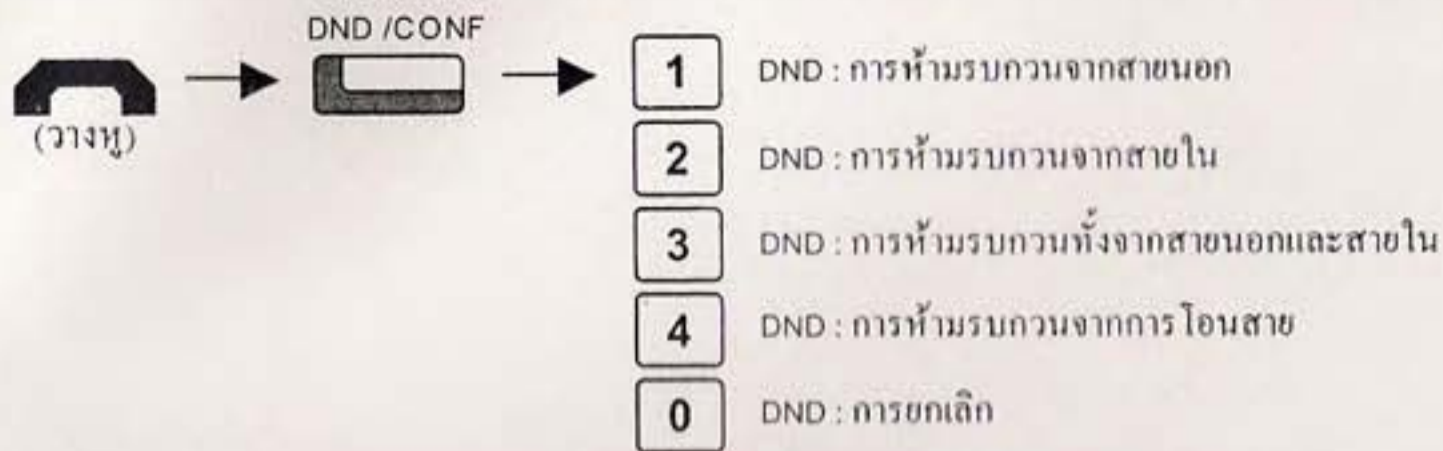 DND /CONF
(วางหู)
1 DND : การห้ามรบกวนจากสายนอก
2 DND : การห้ามรบกวนจากสายใน
3 DND : การห้ามรบกวนทั้งจากสายนอกและสายใน
4 DND : การห้ามรบกวนจากการโอนสาย
0 DND : การยกเลิก